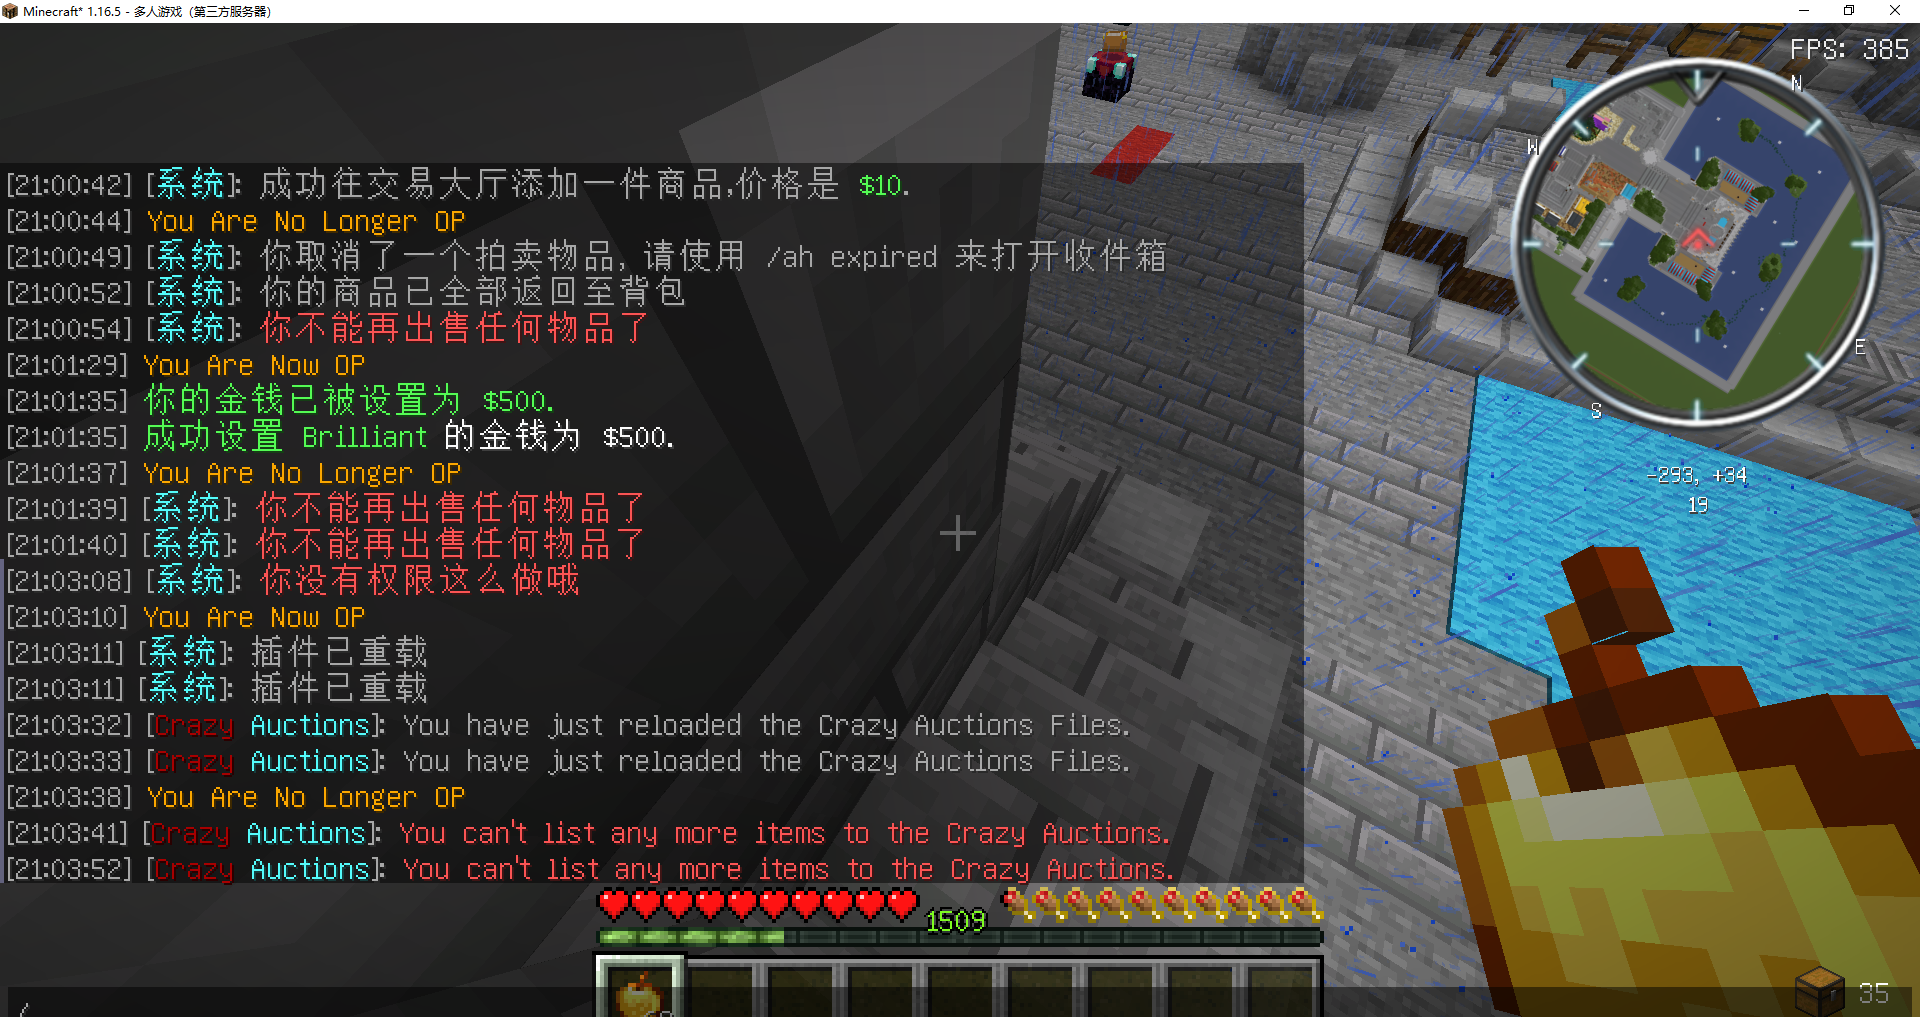 Minecraft* 1.16.5 - 多人游戏（第三方服务器）
FPS: 385
N
W
E
S
-293, +34
19
[21:00:42] [系统]: 成功往交易大厅添加一件商品,价格是 $10.
[21:00:44] You Are No Longer OP
[21:00:49] [系统]: 你取消了一个拍卖物品, 请使用 /ah expired 来打开收件箱
[21:00:52] [系统]: 你的商品已全部返回至背包
[21:00:54] [系统]: 你不能再出售任何物品了
[21:01:29] You Are Now OP
[21:01:35] 你的金钱已被设置为 $500.
[21:01:35] 成功设置 Brilliant 的金钱为 $500.
[21:01:37] You Are No Longer OP
[21:01:39] [系统]: 你不能再出售任何物品了
[21:01:40] [系统]: 你不能再出售任何物品了
[21:03:08] [系统]: 你没有权限这么做哦
[21:03:10] You Are Now OP
[21:03:11] [系统]: 插件已重载
[21:03:11] [系统]: 插件已重载
[21:03:32] [Crazy Auctions]: You have just reloaded the Crazy Auctions Files.
[21:03:33] [Crazy Auctions]: You have just reloaded the Crazy Auctions Files.
[21:03:38] You Are No Longer OP
[21:03:41] [Crazy Auctions]: You can't list any more items to the Crazy Auctions.
[21:03:52] [Crazy Auctions]: You can't list any more items to the Crazy Auctions.
1509
35
/